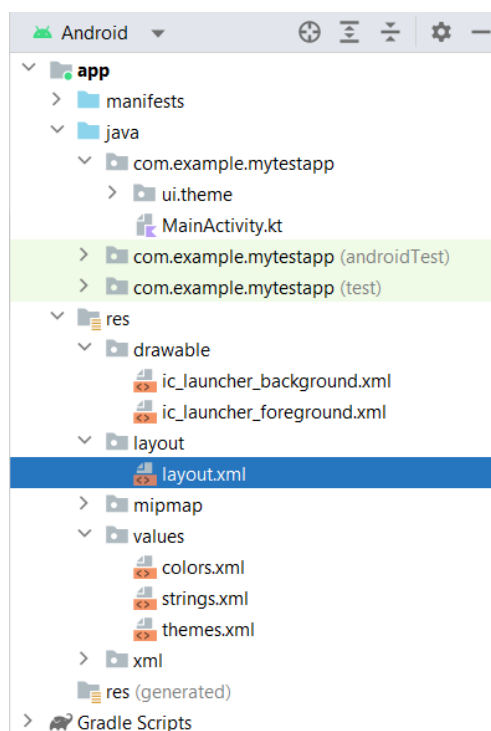 Android
app
manifests
java
com.example.mytestapp
ui.theme
MainActivity.kt
com.example.mytestapp (androidTest)
com.example.mytestapp (test)
res
drawable
ic_launcher_background.xml
ic_launcher_foreground.xml
layout
layout.xml
mipmap
values
colors.xml
strings.xml
themes.xml
xml
res (generated)
Gradle Scripts